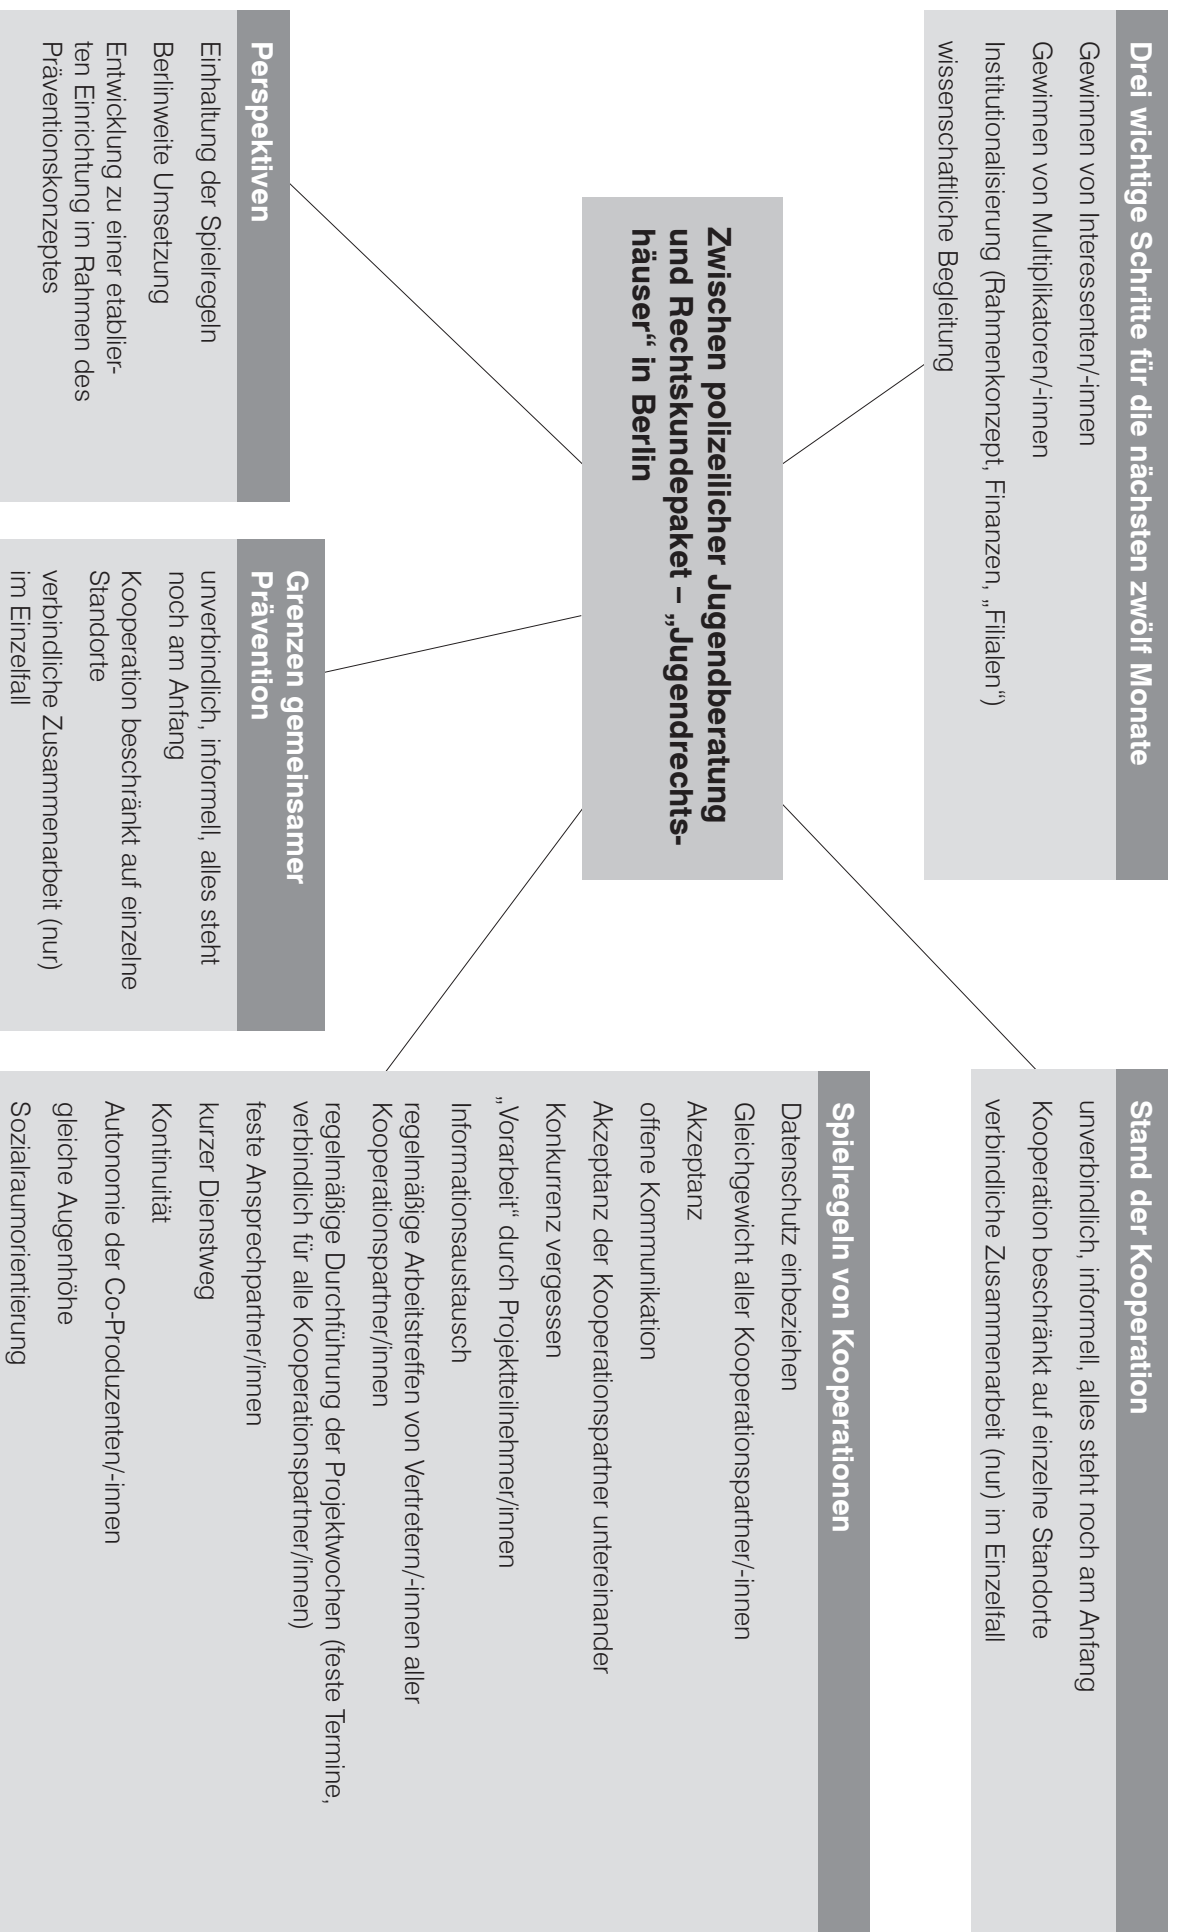 Drei wichtige Schritte für die nächsten zwölf Monate
Gewinnen von Interessenten/-innen
Gewinnen von Multiplikatoren/-innen
Institutionalisierung (Rahmenkonzept, Finanzen, „Filialen“)
wissenschaftliche Begleitung
Stand der Kooperation
unverbindlich, informell, alles steht noch am Anfang
Kooperation beschränkt auf einzelne Standorte
verbindliche Zusammenarbeit (nur) im Einzelfall
Zwischen polizeilicher Jugendberatung
und Rechtskundepaket – „Jugendrechts-
häuser“ in Berlin
Perspektiven
Einhaltung der Spielregeln
Berlinweite Umsetzung
Entwicklung zu einer etablier-
ten Einrichtung im Rahmen des
Präventionskonzeptes
Grenzen gemeinsamer
Prävention
unverbindlich, informell, alles steht
noch am Anfang
Kooperation beschränkt auf einzelne
Standorte
verbindliche Zusammenarbeit (nur)
im Einzelfall
Spielregeln von Kooperationen
Datenschutz einbeziehen
Gleichgewicht aller Kooperationspartner/-innen
Akzeptanz
offene Kommunikation
Akzeptanz der Kooperationspartner untereinander
Konkurrenz vergessen
„Vorarbeit“ durch Projektteilnehmer/innen
Informationsaustausch
regelmäßige Arbeitstreffen von Vertretern/-innen aller
Kooperationspartner/innen
regelmäßige Durchführung der Projektwochen (feste Termine,
verbindlich für alle Kooperationspartner/innen)
feste Ansprechpartner/innen
kurzer Dienstweg
Kontinuität
Autonomie der Co-Produzenten/-innen
gleiche Augenhöhe
Sozialraumorientierung